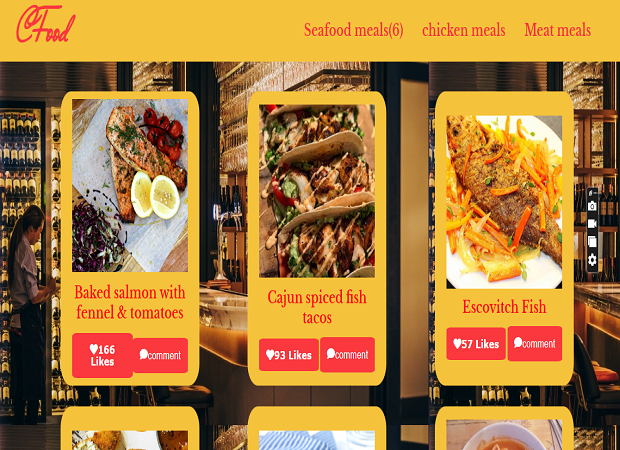 CFood
Seafood meals(6) chicken meals Meat meals
Baked salmon with
fennel & tomatoes
166
Likes
comment
Cajun spiced fish
tacos
93 Likes
comment
Escovitch Fish
57 Likes
comment